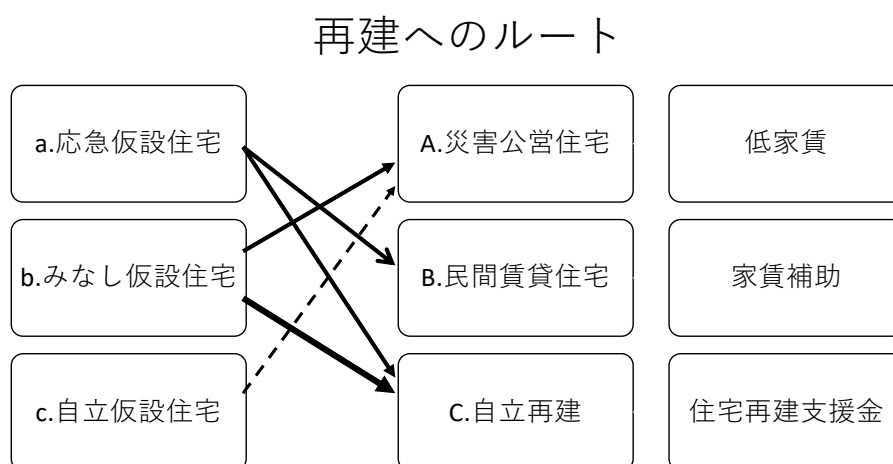 再建へのルート
a.応急仮設住宅
A.災害公営住宅
低家賃
b.みなし仮設住宅
B.民間賃貸住宅
家賃補助
c.自立仮設住宅
C.自立再建
住宅再建支援金